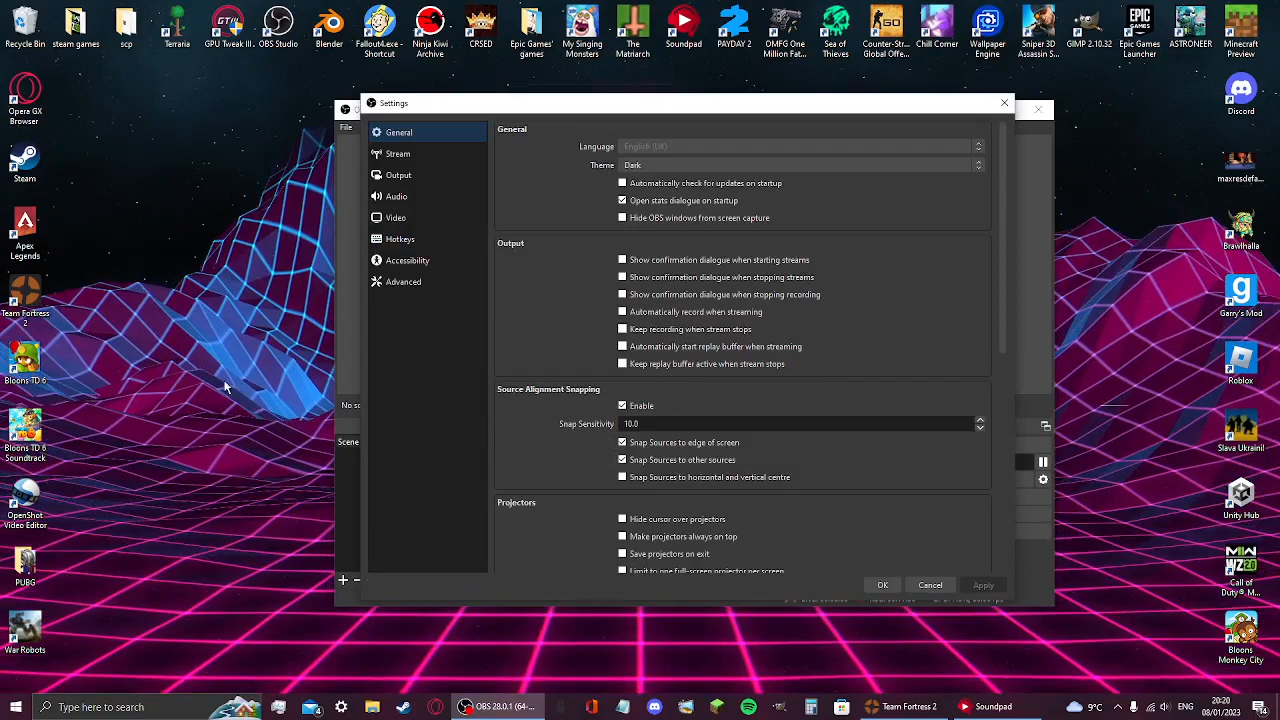 Recycle Bin
steam games
scp
Terraria
GPU Tweak III...
OBS Studio
Blender
Fallout4.exe - Shortcut
Ninja Kiwi Archive
CRSED
Epic Games games
My Singing Monsters
The Matriarch
Soundpad
PAYDAY 2
OMFG One Million Fat...
Sea of Thieves
Counter-Str... Global Offe...
Chill Corner
Wallpaper Engine
Sniper 3D Assassin S...
GIMP 2.10.32
Epic Games Launcher
ASTRONEER
Minecraft
Opera GX Browser
Steam
Apex Legends
Team Fortress 2
Bloons TD 6
Bloons TD 6 Soundtrack
OpenShot Video Editor
PUBG
War Robots
Discord
maxresdefa...
Brawlhalla
Garry's Mod
Roblox
Slava Ukraini!
Unity Hub
Call of Duty® M...
Bloons Monkey City
File
No so
Scene
Settings
General
Stream
Output
Audio
Video
Hotkeys
Accessibility
Advanced
General
Language English (UK)
Theme Dark
Automatically check for updates on startup
Open stats dialogue on startup
Hide OBS windows from screen capture
Output
Show confirmation dialogue when starting streams
Show confirmation dialogue when stopping streams
Show confirmation dialogue when stopping recording
Automatically record when streaming
Keep recording when stream stops
Automatically start replay buffer when streaming
Keep replay buffer active when stream stops
Source Alignment Snapping
Enable
Snap Sensitivity 10.0
Snap Sources to edge of screen
Snap Sources to other sources
Snap Sources to horizontal and vertical centre
Projectors
Hide cursor over projectors
Make projectors always on top
Save projectors on exit
Limit to one full-screen projector per screen
OK Cancel Apply
Type here to search
OBS 28.0.1 (64-...
Team Fortress 2
Soundpad
9°C
20:20
08/01/2023